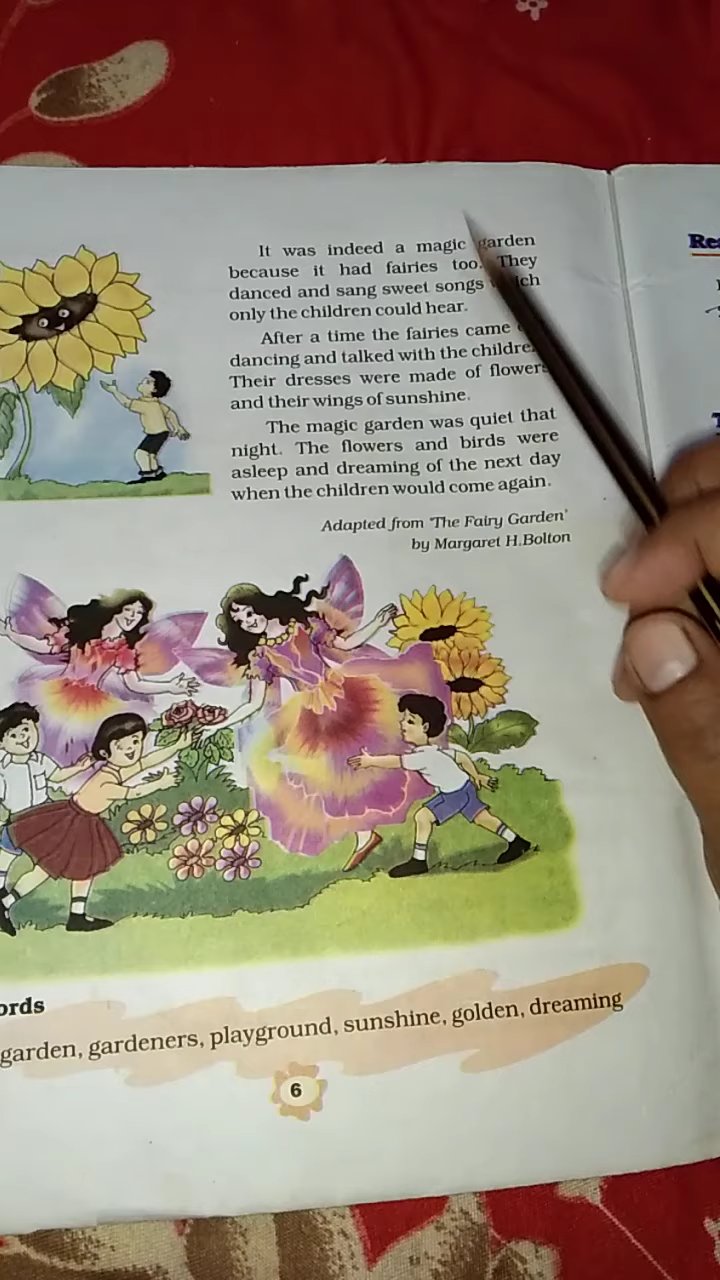 It was indeed a magic garden
because it had fairies too. They
danced and sang sweet songs
only the children could hear.
After a time the fairies came
dancing and talked with the
Their dresses were made of flowers
and their wings of sunshine.
The magic garden was quiet that
night. The flowers and birds were
asleep and dreaming of the next day
when the children would come again.
Adapted from 'The Fairy Garden'
by Margaret H.Bolton
garden, gardeners, playground, sunshine, golden, dreaming
6